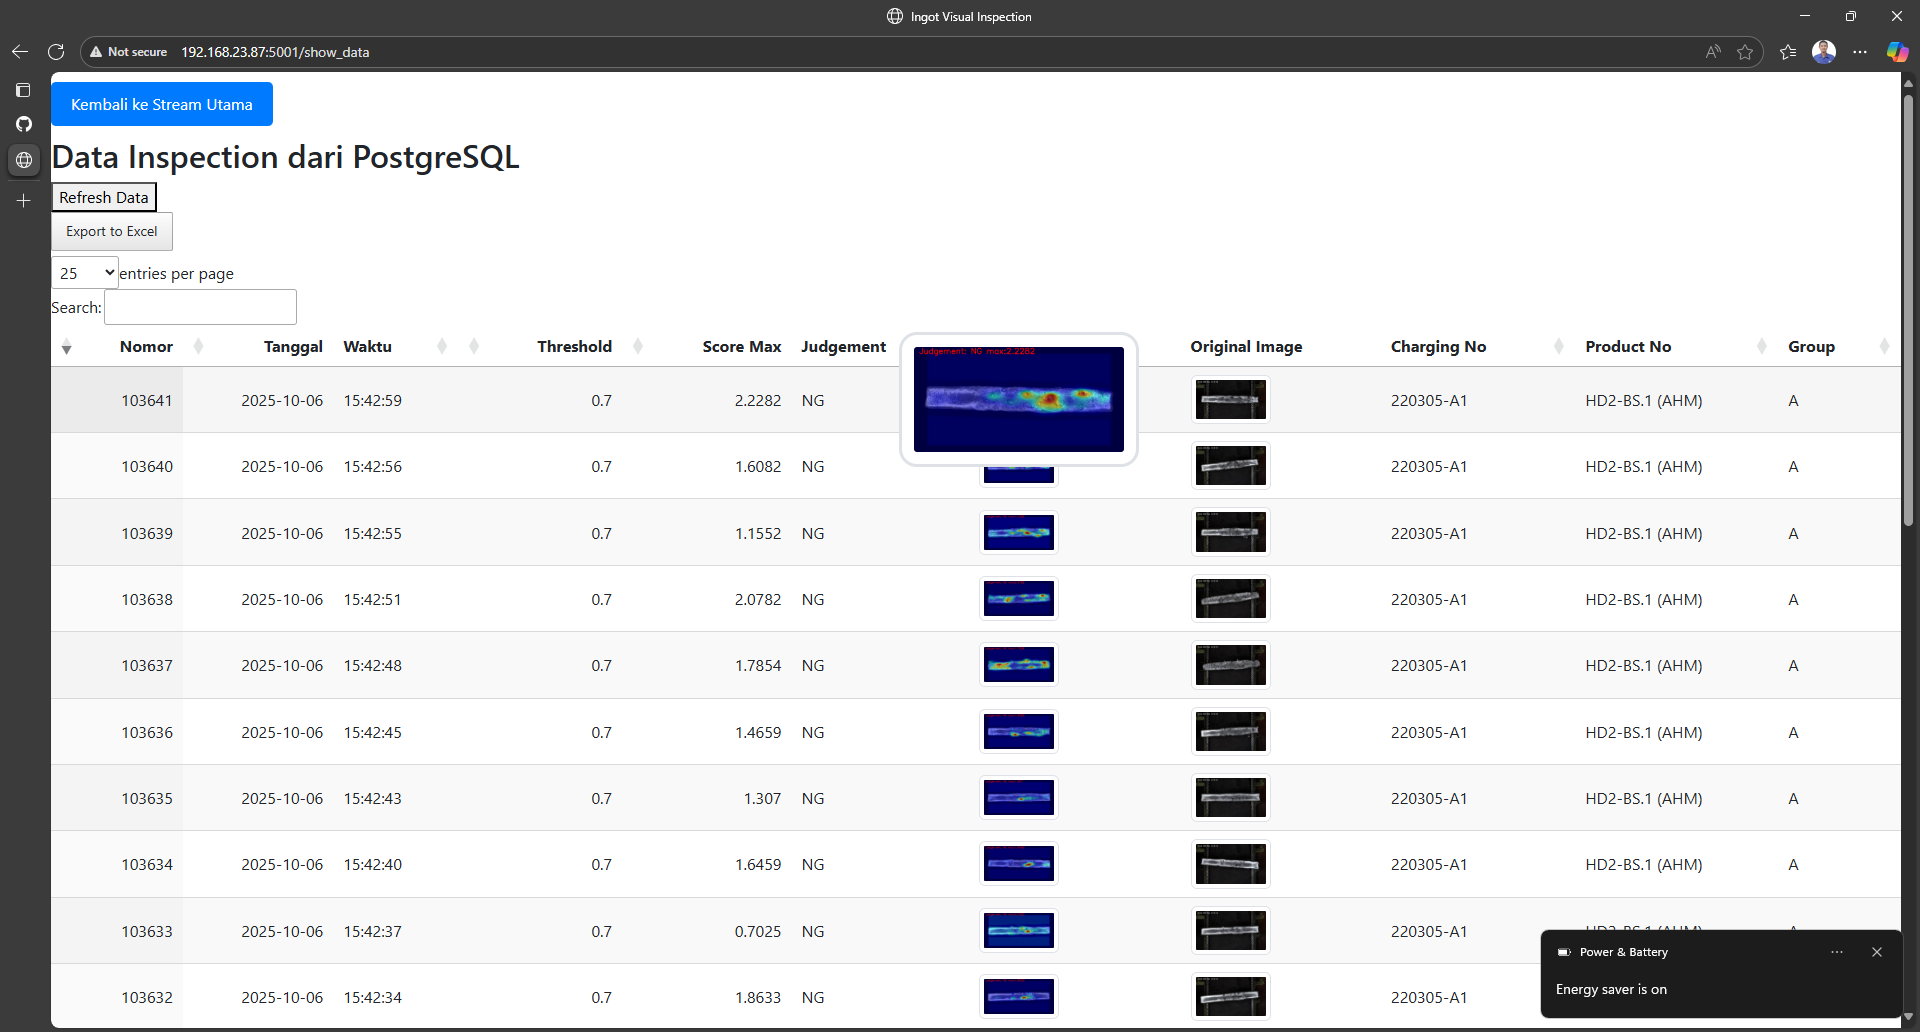 Ingot Visual Inspection
Not secure 192.168.23.87:5001/show_data
Kembali ke Stream Utama
Data Inspection dari PostgreSQL
Refresh Data
Export to Excel
25 entries per page
Search:
Nomor Tanggal Waktu Threshold Score Max Judgement Original Image Charging No Product No Group
Judgement: NG max:2.2282
103641 2025-10-06 15:42:59 0.7 2.2282 NG 220305-A1 HD2-BS.1 (AHM) A
103640 2025-10-06 15:42:56 0.7 1.6082 NG 220305-A1 HD2-BS.1 (AHM) A
103639 2025-10-06 15:42:55 0.7 1.1552 NG 220305-A1 HD2-BS.1 (AHM) A
103638 2025-10-06 15:42:51 0.7 2.0782 NG 220305-A1 HD2-BS.1 (AHM) A
103637 2025-10-06 15:42:48 0.7 1.7854 NG 220305-A1 HD2-BS.1 (AHM) A
103636 2025-10-06 15:42:45 0.7 1.4659 NG 220305-A1 HD2-BS.1 (AHM) A
103635 2025-10-06 15:42:43 0.7 1.307 NG 220305-A1 HD2-BS.1 (AHM) A
103634 2025-10-06 15:42:40 0.7 1.6459 NG 220305-A1 HD2-BS.1 (AHM) A
103633 2025-10-06 15:42:37 0.7 0.7025 NG 220305-A1 HD2-BS.1 (AHM) A
103632 2025-10-06 15:42:34 0.7 1.8633 NG 220305-A1
Power & Battery
Energy saver is on